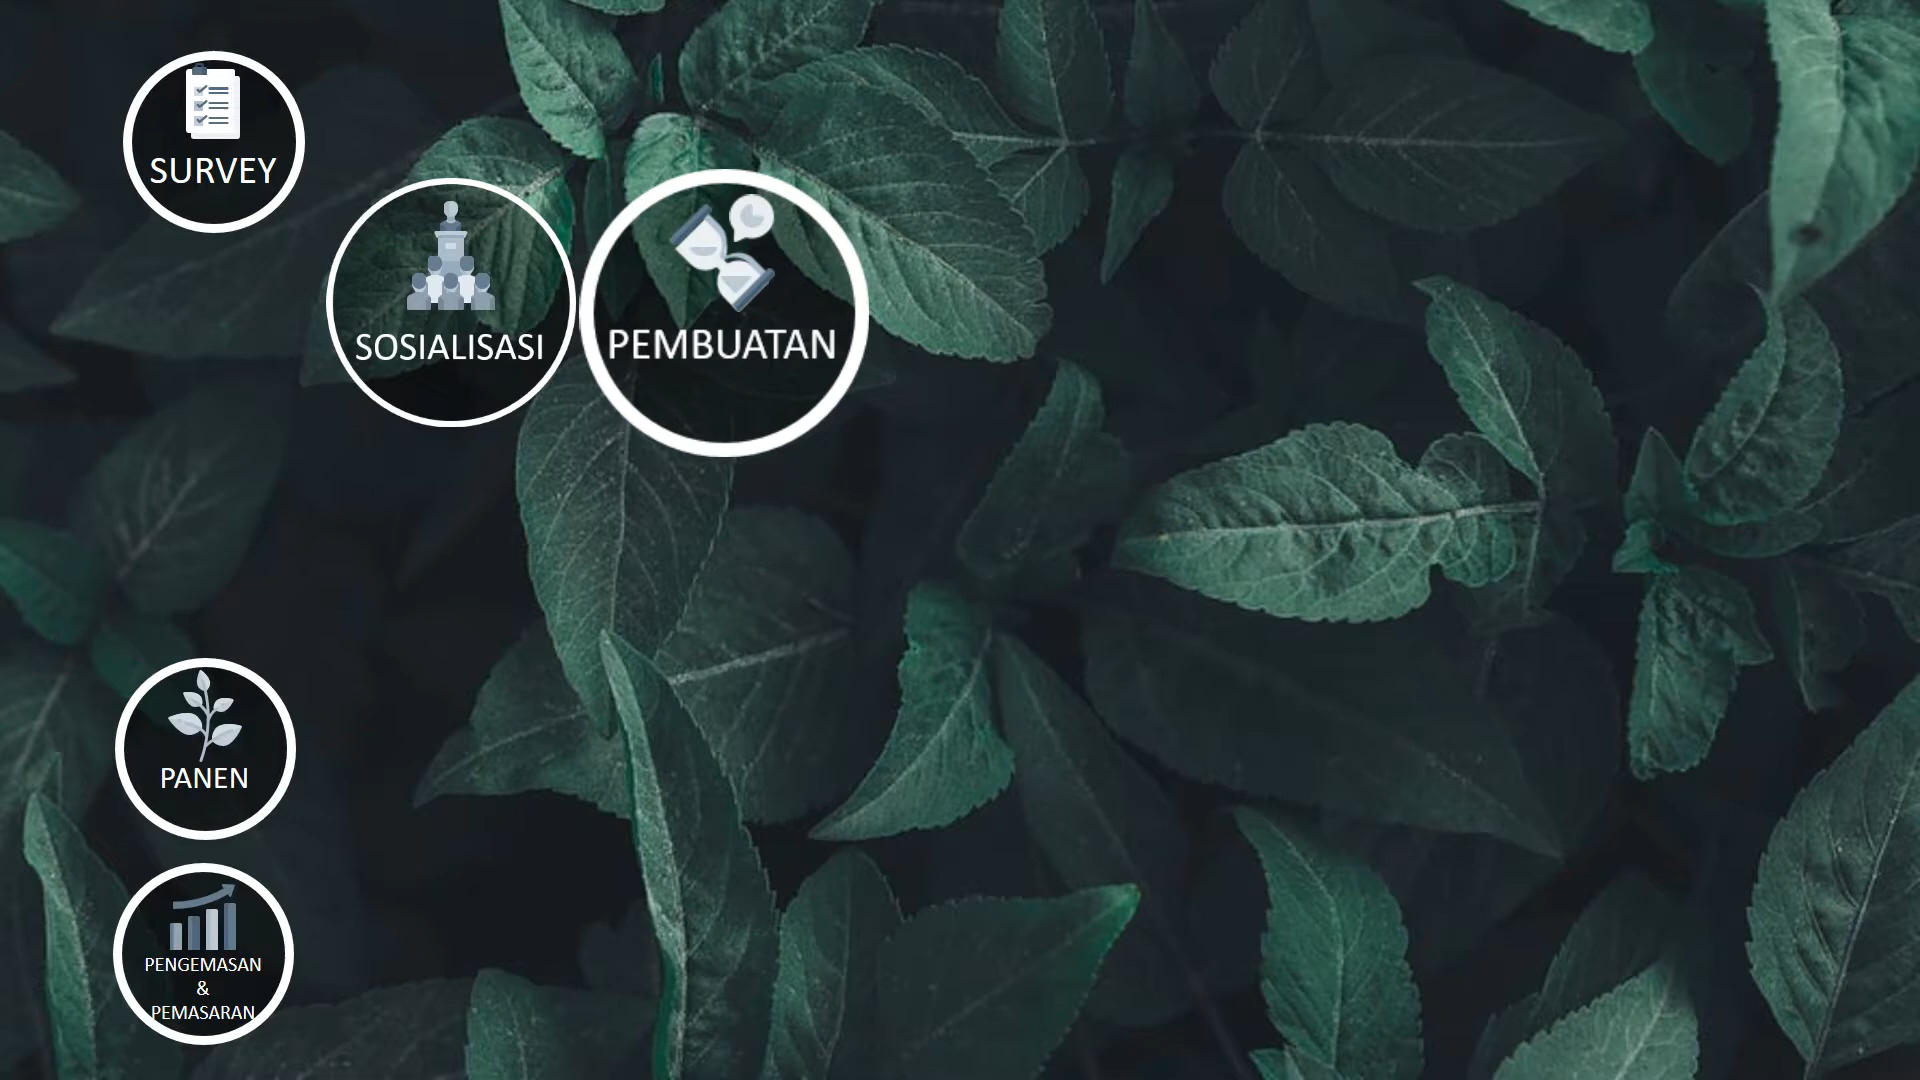 SURVEY
SOSIALISASI
PEMBUATAN
PANEN
PENGEMASAN
&
PEMASARAN